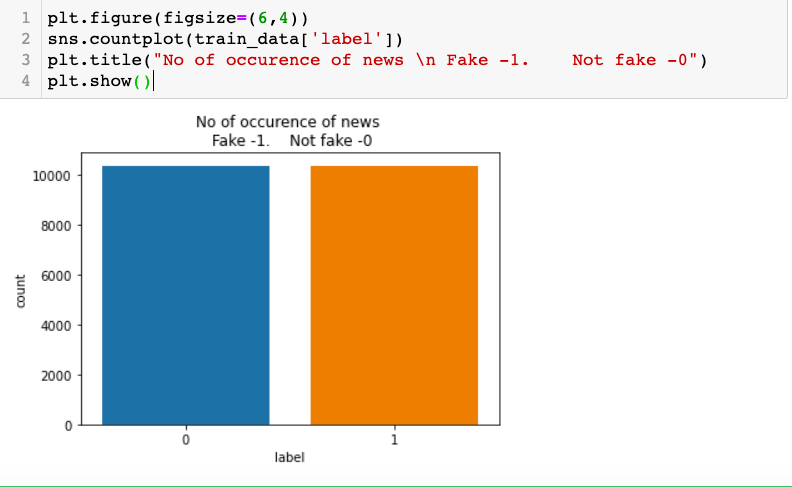 1 plt.figure(figsize=(6,4))
2 sns.countplot(train_data['label'])
3 plt.title("No of occurence of news \n Fake -1.    Not fake -0")
4 plt.show()
No of occurence of news
Fake -1.    Not fake -0
10000
8000
6000
4000
2000
0
count
0 1
label